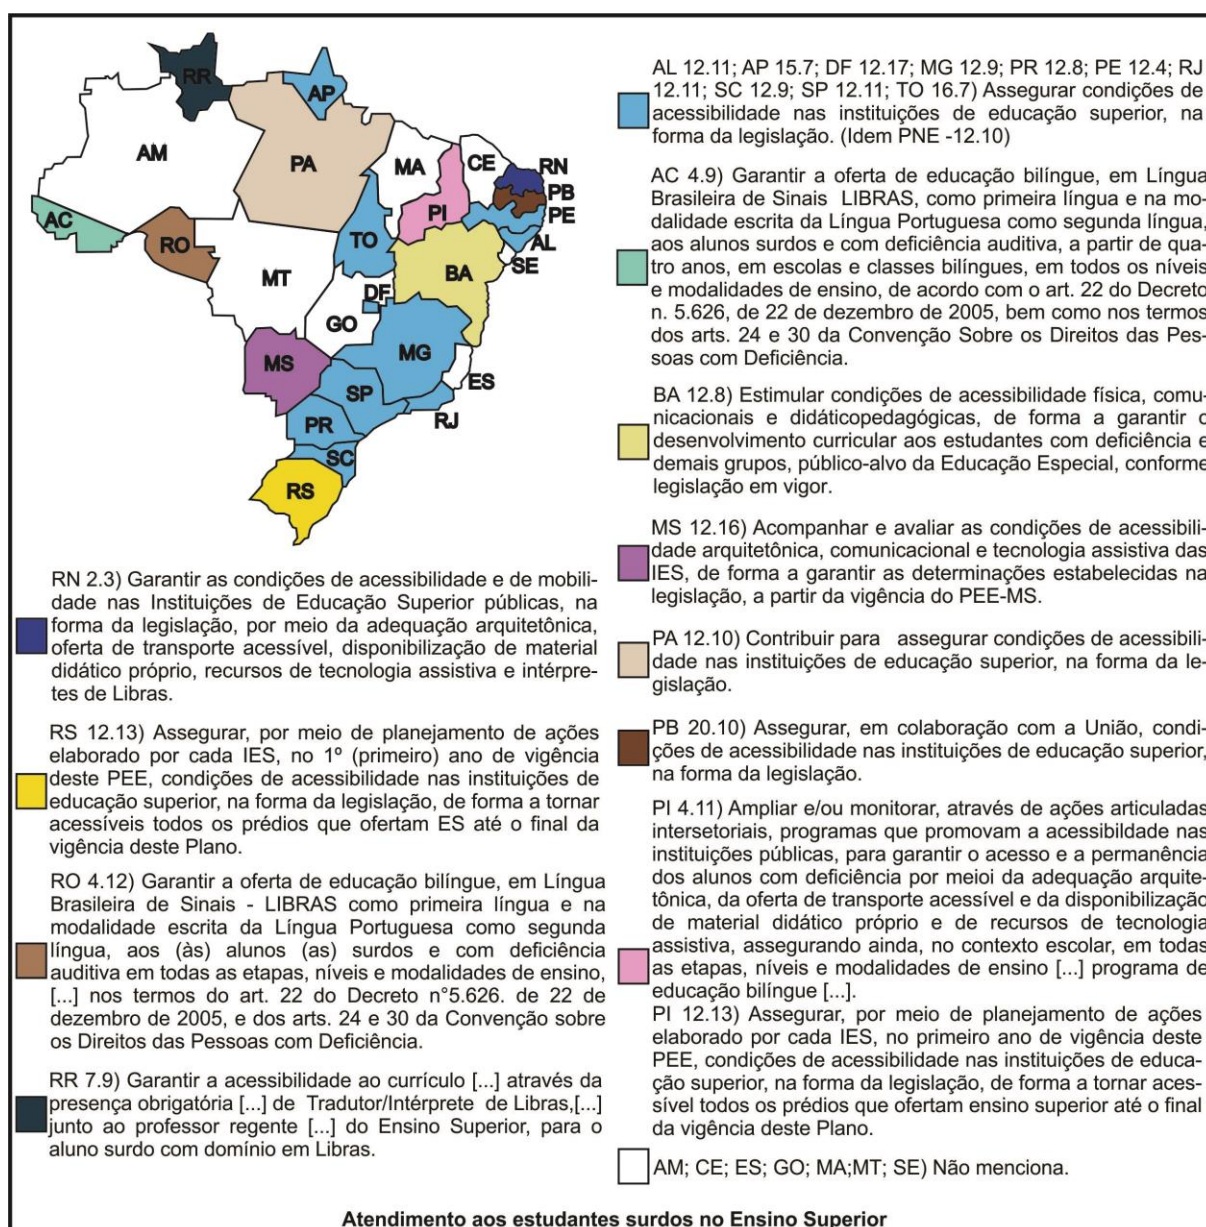 RR
AP
AM
PA
MA
CE
RN
PB
PE
AL
SE
PI
AC
RO
TO
BA
MT
DF
GO
MG
ES
MS
SP
RJ
PR
SC
RS
RN 2.3) Garantir as condições de acessibilidade e de mobili-
dade nas Instituições de Educação Superior públicas, na
forma da legislação, por meio da adequação arquitetônica,
oferta de transporte acessível, disponibilização de material
didático próprio, recursos de tecnologia assistiva e intérpre-
tes de Libras.
RS 12.13) Assegurar, por meio de planejamento de ações
elaborado por cada IES, no 1º (primeiro) ano de vigência
deste PEE, condições de acessibilidade nas instituições de
educação superior, na forma da legislação, de forma a tornar
acessíveis todos os prédios que ofertam ES até o final da
vigência deste Plano.
RO 4.12) Garantir a oferta de educação bilíngue, em Língua
Brasileira de Sinais - LIBRAS como primeira língua e na
modalidade escrita da Língua Portuguesa como segunda
língua, aos (às) alunos (as) surdos e com deficiência
auditiva em todas as etapas, níveis e modalidades de ensino,
[...] nos termos do art. 22 do Decreto n°5.626. de 22 de
dezembro de 2005, e dos arts. 24 e 30 da Convenção sobre
os Direitos das Pessoas com Deficiência.
RR 7.9) Garantir a acessibilidade ao currículo [...] através da
presença obrigatória [...] de Tradutor/Intérprete de Libras,[...]
junto ao professor regente [...] do Ensino Superior, para o
aluno surdo com domínio em Libras.
AL 12.11; AP 15.7; DF 12.17; MG 12.9; PR 12.8; PE 12.4; RJ
12.11; SC 12.9; SP 12.11; TO 16.7) Assegurar condições de
acessibilidade nas instituições de educação superior, na
forma da legislação. (Idem PNE -12.10)
AC 4.9) Garantir a oferta de educação bilíngue, em Língua
Brasileira de Sinais LIBRAS, como primeira língua e na mo-
dalidade escrita da Língua Portuguesa como segunda língua,
aos alunos surdos e com deficiência auditiva, a partir de qua-
tro anos, em escolas e classes bilíngues, em todos os níveis
e modalidades de ensino, de acordo com o art. 22 do Decreto
n. 5.626, de 22 de dezembro de 2005, bem como nos termos
dos arts. 24 e 30 da Convenção Sobre os Direitos das Pes-
soas com Deficiência.
BA 12.8) Estimular condições de acessibilidade física, comu-
nicacionais e didáticopedagógicas, de forma a garantir o
desenvolvimento curricular aos estudantes com deficiência e
demais grupos, público-alvo da Educação Especial, conforme
legislação em vigor.
MS 12.16) Acompanhar e avaliar as condições de acessibili-
dade arquitetônica, comunicacional e tecnologia assistiva das
IES, de forma a garantir as determinações estabelecidas na
legislação, a partir da vigência do PEE-MS.
PA 12.10) Contribuir para assegurar condições de acessibili-
dade nas instituições de educação superior, na forma da le-
gislação.
PB 20.10) Assegurar, em colaboração com a União, condi-
ções de acessibilidade nas instituições de educação superior,
na forma da legislação.
PI 4.11) Ampliar e/ou monitorar, através de ações articuladas
intersetoriais, programas que promovam a acessibildade nas
instituições públicas, para garantir o acesso e a permanência
dos alunos com deficiência por meioi da adequação arquite-
tônica, da oferta de transporte acessível e da disponibilização
de material didático próprio e de recursos de tecnologia
assistiva, assegurando ainda, no contexto escolar, em todas
as etapas, níveis e modalidades de ensino [...] programa de
educação bilíngue [...].
PI 12.13) Assegurar, por meio de planejamento de ações
elaborado por cada IES, no primeiro ano de vigência deste
PEE, condições de acessibilidade nas instituições de educa-
ção superior, na forma da legislação, de forma a tornar aces-
sível todos os prédios que ofertam ensino superior até o final
da vigência deste Plano.
AM; CE; ES; GO; MA;MT; SE) Não menciona.
Atendimento aos estudantes surdos no Ensino Superior